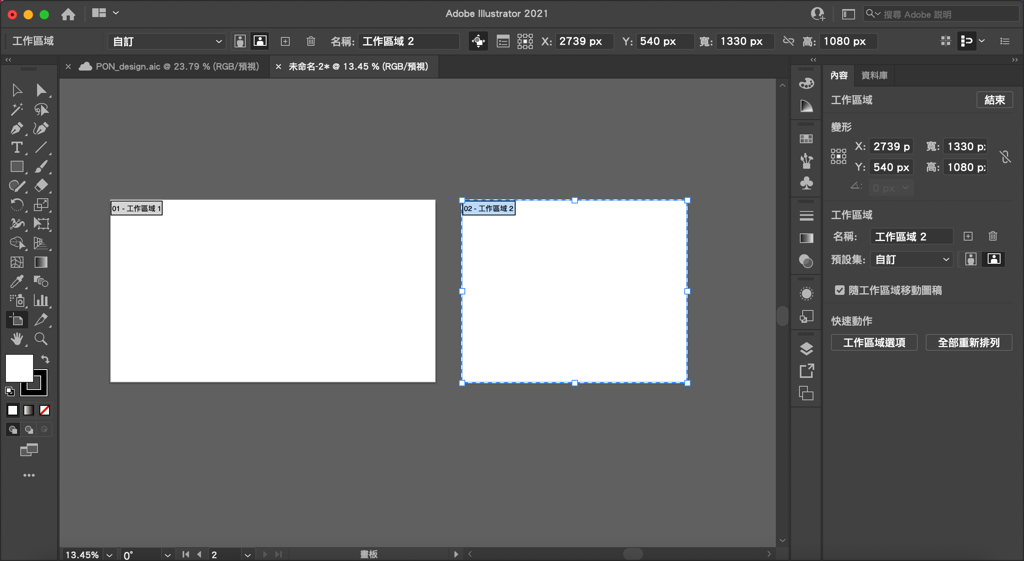 Adobe Illustrator 2021
搜尋 Adobe 說明
工作區域 自訂 名稱: 工作區域 2 X: 2739 px Y: 540 px 寬: 1330 px 高: 1080 px
PON_design.aic @ 23.79 % (RGB/預視) 未命名-2* @ 13.45 % (RGB/預視)
01 - 工作區域 1
02 - 工作區域 2
內容 資料庫
工作區域 結束
變形
X: 2739 p 寬: 1330 p:
Y: 540 px 高: 1080 p:
0 px
工作區域
名稱: 工作區域 2
預設集: 自訂
隨工作區域移動圖稿
快速動作
工作區域選項 全部重新排列
13.45% 0° 2 畫板